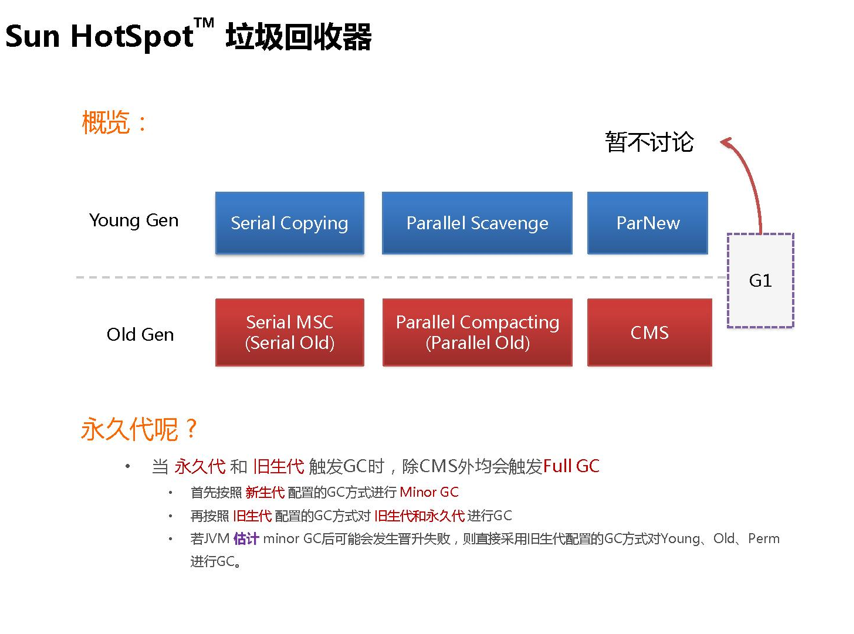 Sun HotSpot™ 垃圾回收器
概览：
暂不讨论
Young Gen
Serial Copying
Parallel Scavenge
ParNew
G1
Old Gen
Serial MSC
(Serial Old)
Parallel Compacting
(Parallel Old)
CMS
永久代呢？
• 当 永久代 和 旧生代 触发GC时，除CMS外均会触发Full GC
• 首先按照 新生代 配置的GC方式进行 Minor GC
• 再按照 旧生代 配置的GC方式对 旧生代和永久代 进行GC
• 若JVM 估计 minor GC后可能会发生晋升失败，则直接采用旧生代配置的GC方式对Young、Old、Perm
进行GC。